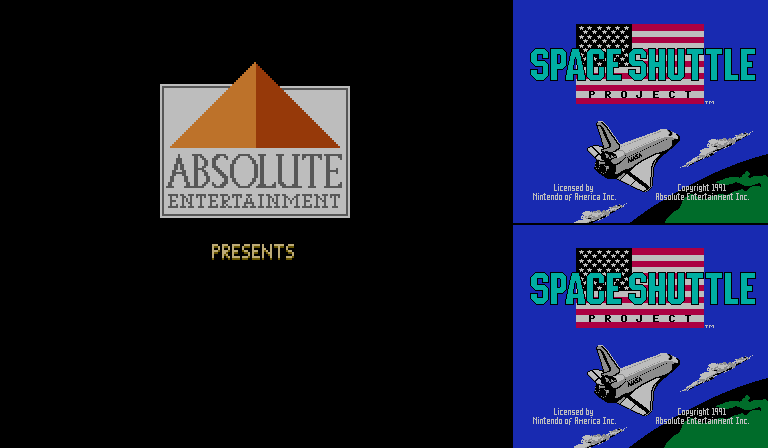 ABSOLUTE
ENTERTAINMENT
PRESENTS
SPACE SHUTTLE
PROJECT
TM
NASA
Licensed by
Nintendo of America Inc.
Copyright 1991
Absolute Entertainment Inc.
SPACE SHUTTLE
PROJECT
TM
NASA
Licensed by
Nintendo of America Inc.
Copyright 1991
Absolute Entertainment Inc.